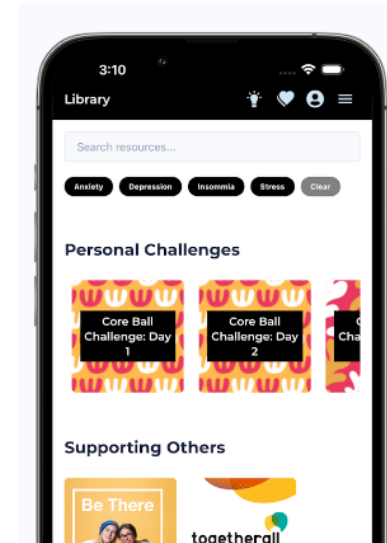 3:10
Library
Search resources...
Anxiety Depression Insommia Stress Clear
Personal Challenges
Core Ball
Challenge: Day
1
Core Ball
Challenge: Day
2
Supporting Others
Be There
togetherall